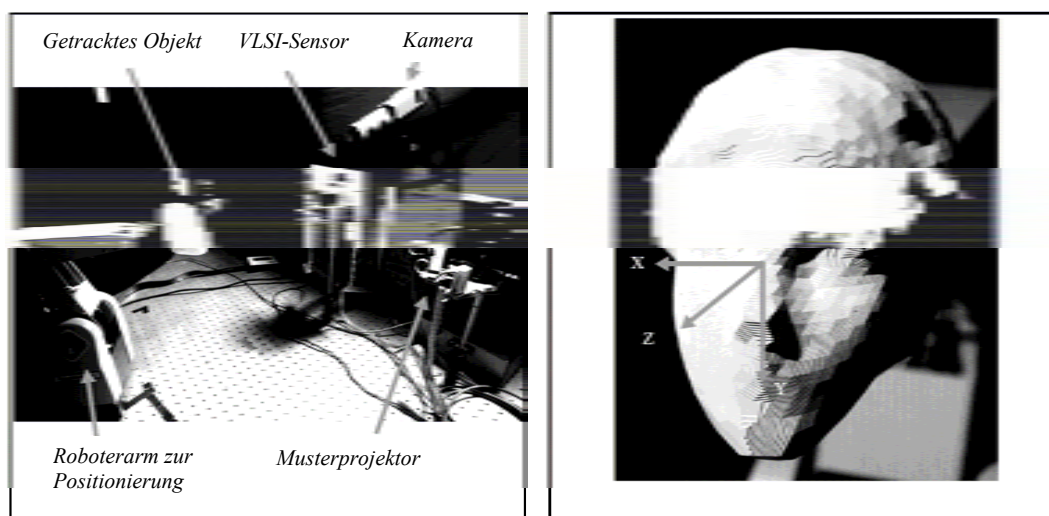 Getracktes Objekt
VLSI-Sensor
Kamera
Roboterarm zur
Positionierung
Musterprojektor
X
Z
Y